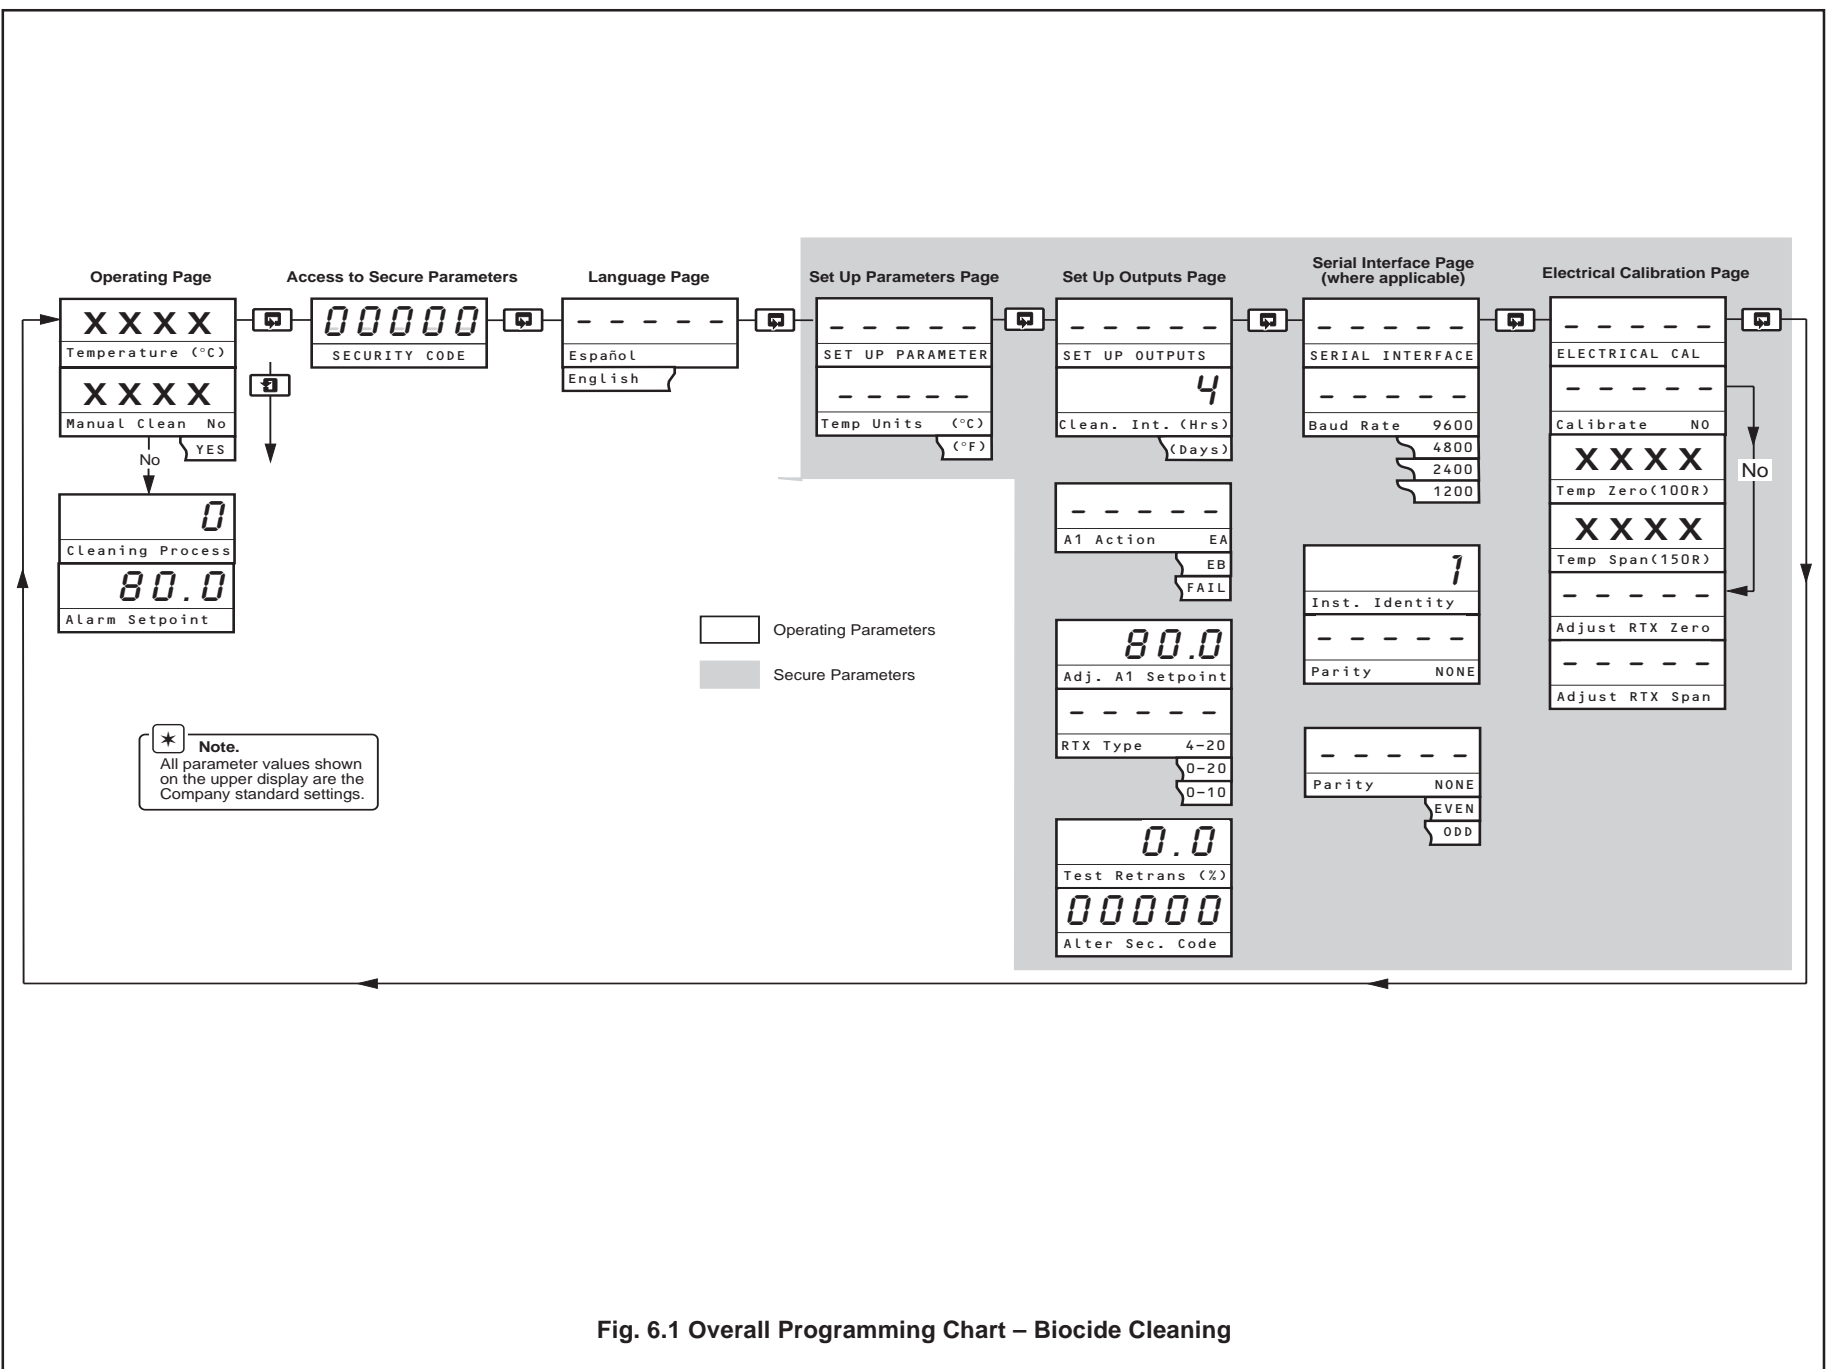 Operating Page
XXXX
Temperature (°C)
XXXX
Manual Clean No
YES
No
0
Cleaning Process
80.0
Alarm Setpoint
Access to Secure Parameters
00000
SECURITY CODE
Language Page
- - - - -
Español
English
Set Up Parameters Page
- - - - -
SET UP PARAMETER
- - - - -
Temp Units (°C)
(°F)
Set Up Outputs Page
- - - - -
SET UP OUTPUTS
4
Clean. Int. (Hrs)
(Days)
- - - - -
A1 Action EA
EB
FAIL
80.0
Adj. A1 Setpoint
- - - - -
RTX Type 4-20
0-20
0-10
0.0
Test Retrans (%)
00000
Alter Sec. Code
Serial Interface Page
(where applicable)
- - - - -
SERIAL INTERFACE
- - - - -
Baud Rate 9600
4800
2400
1200
1
Inst. Identity
- - - - -
Parity NONE
- - - - -
Parity NONE
EVEN
ODD
Electrical Calibration Page
- - - - -
ELECTRICAL CAL
- - - - -
Calibrate NO
No
XXXX
Temp Zero(100R)
XXXX
Temp Span(150R)
- - - - -
Adjust RTX Zero
- - - - -
Adjust RTX Span
Operating Parameters
Secure Parameters
Note.
All parameter values shown
on the upper display are the
Company standard settings.
Fig. 6.1 Overall Programming Chart – Biocide Cleaning